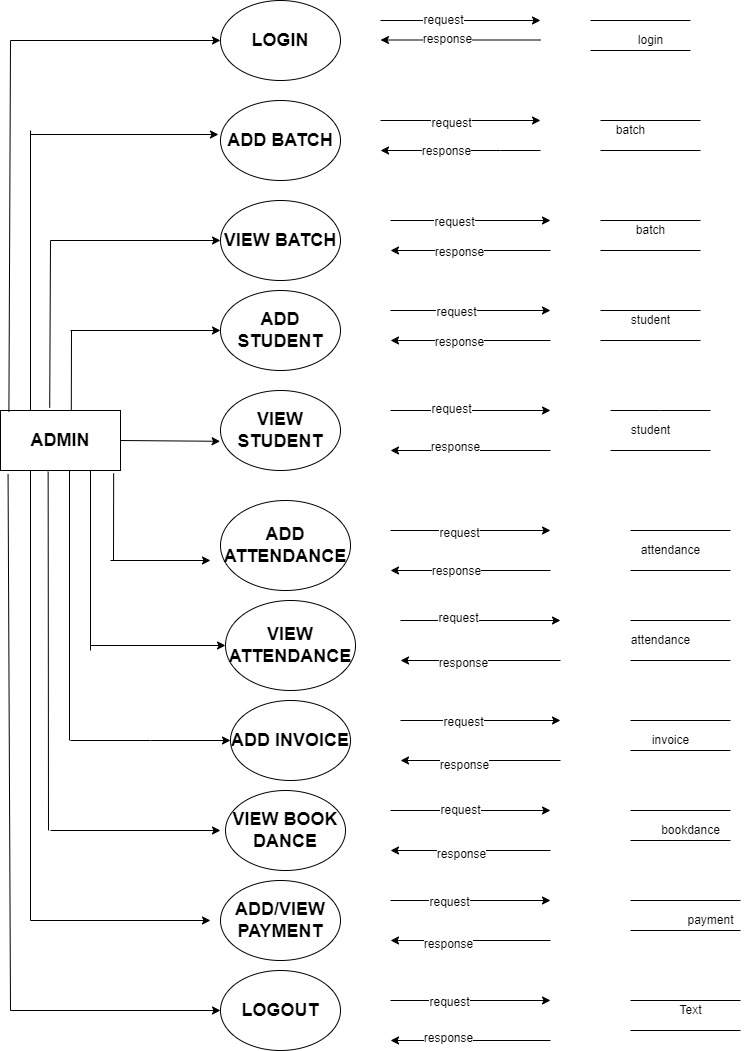 LOGIN
request
response
login
ADD BATCH
request
response
batch
VIEW BATCH
request
response
batch
ADD
STUDENT
request
response
student
ADMIN
VIEW
STUDENT
request
response
student
ADD
ATTENDANCE
request
response
attendance
VIEW
ATTENDANCE
request
response
attendance
ADD INVOICE
request
response
invoice
VIEW BOOK
DANCE
request
response
bookdance
ADD/VIEW
PAYMENT
request
response
payment
LOGOUT
request
response
Text